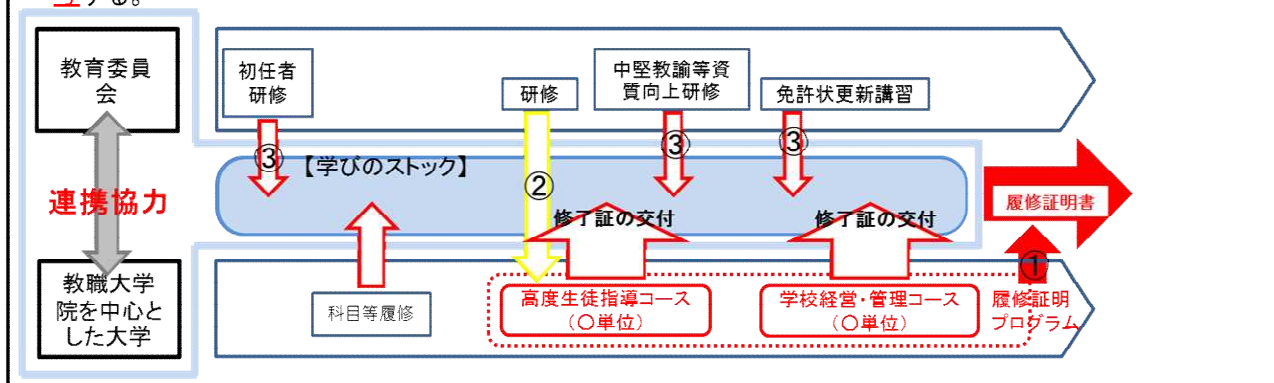 する。
教育委員
会
初任者
研修
研修
中堅教諭等資
質向上研修
免許状更新講習
③
③
③
【学びのストック】
②
連携協力
修了証の交付
修了証の交付
履修証明書
①
教職大学
院を中心と
した大学
科目等履修
高度生徒指導コース
(〇単位)
学校経営・管理コース
(〇単位)
履修証明
プログラム